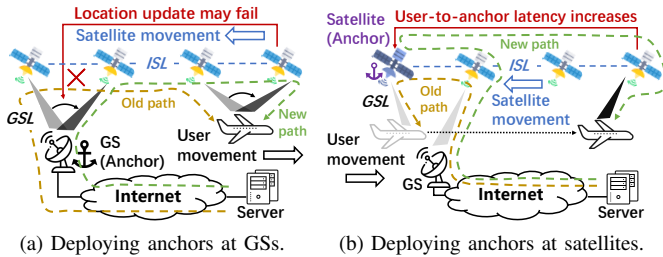 Location update may fail
Satellite movement
ISL
GSL
Old path
New
path
User
movement
GS
(Anchor)
Internet
Server
(a) Deploying anchors at GSs.
Satellite
(Anchor)
User-to-anchor latency increases
New path
ISL
GSL
Old
path
Satellite
movement
User
movement
GS
Internet
Server
(b) Deploying anchors at satellites.